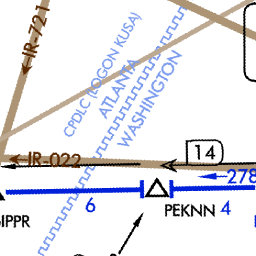 IR-721
CPDLC (LOGON KUSA)
ATLANTA
WASHINGTON
IR-022
14
278
6
PEKNN 4